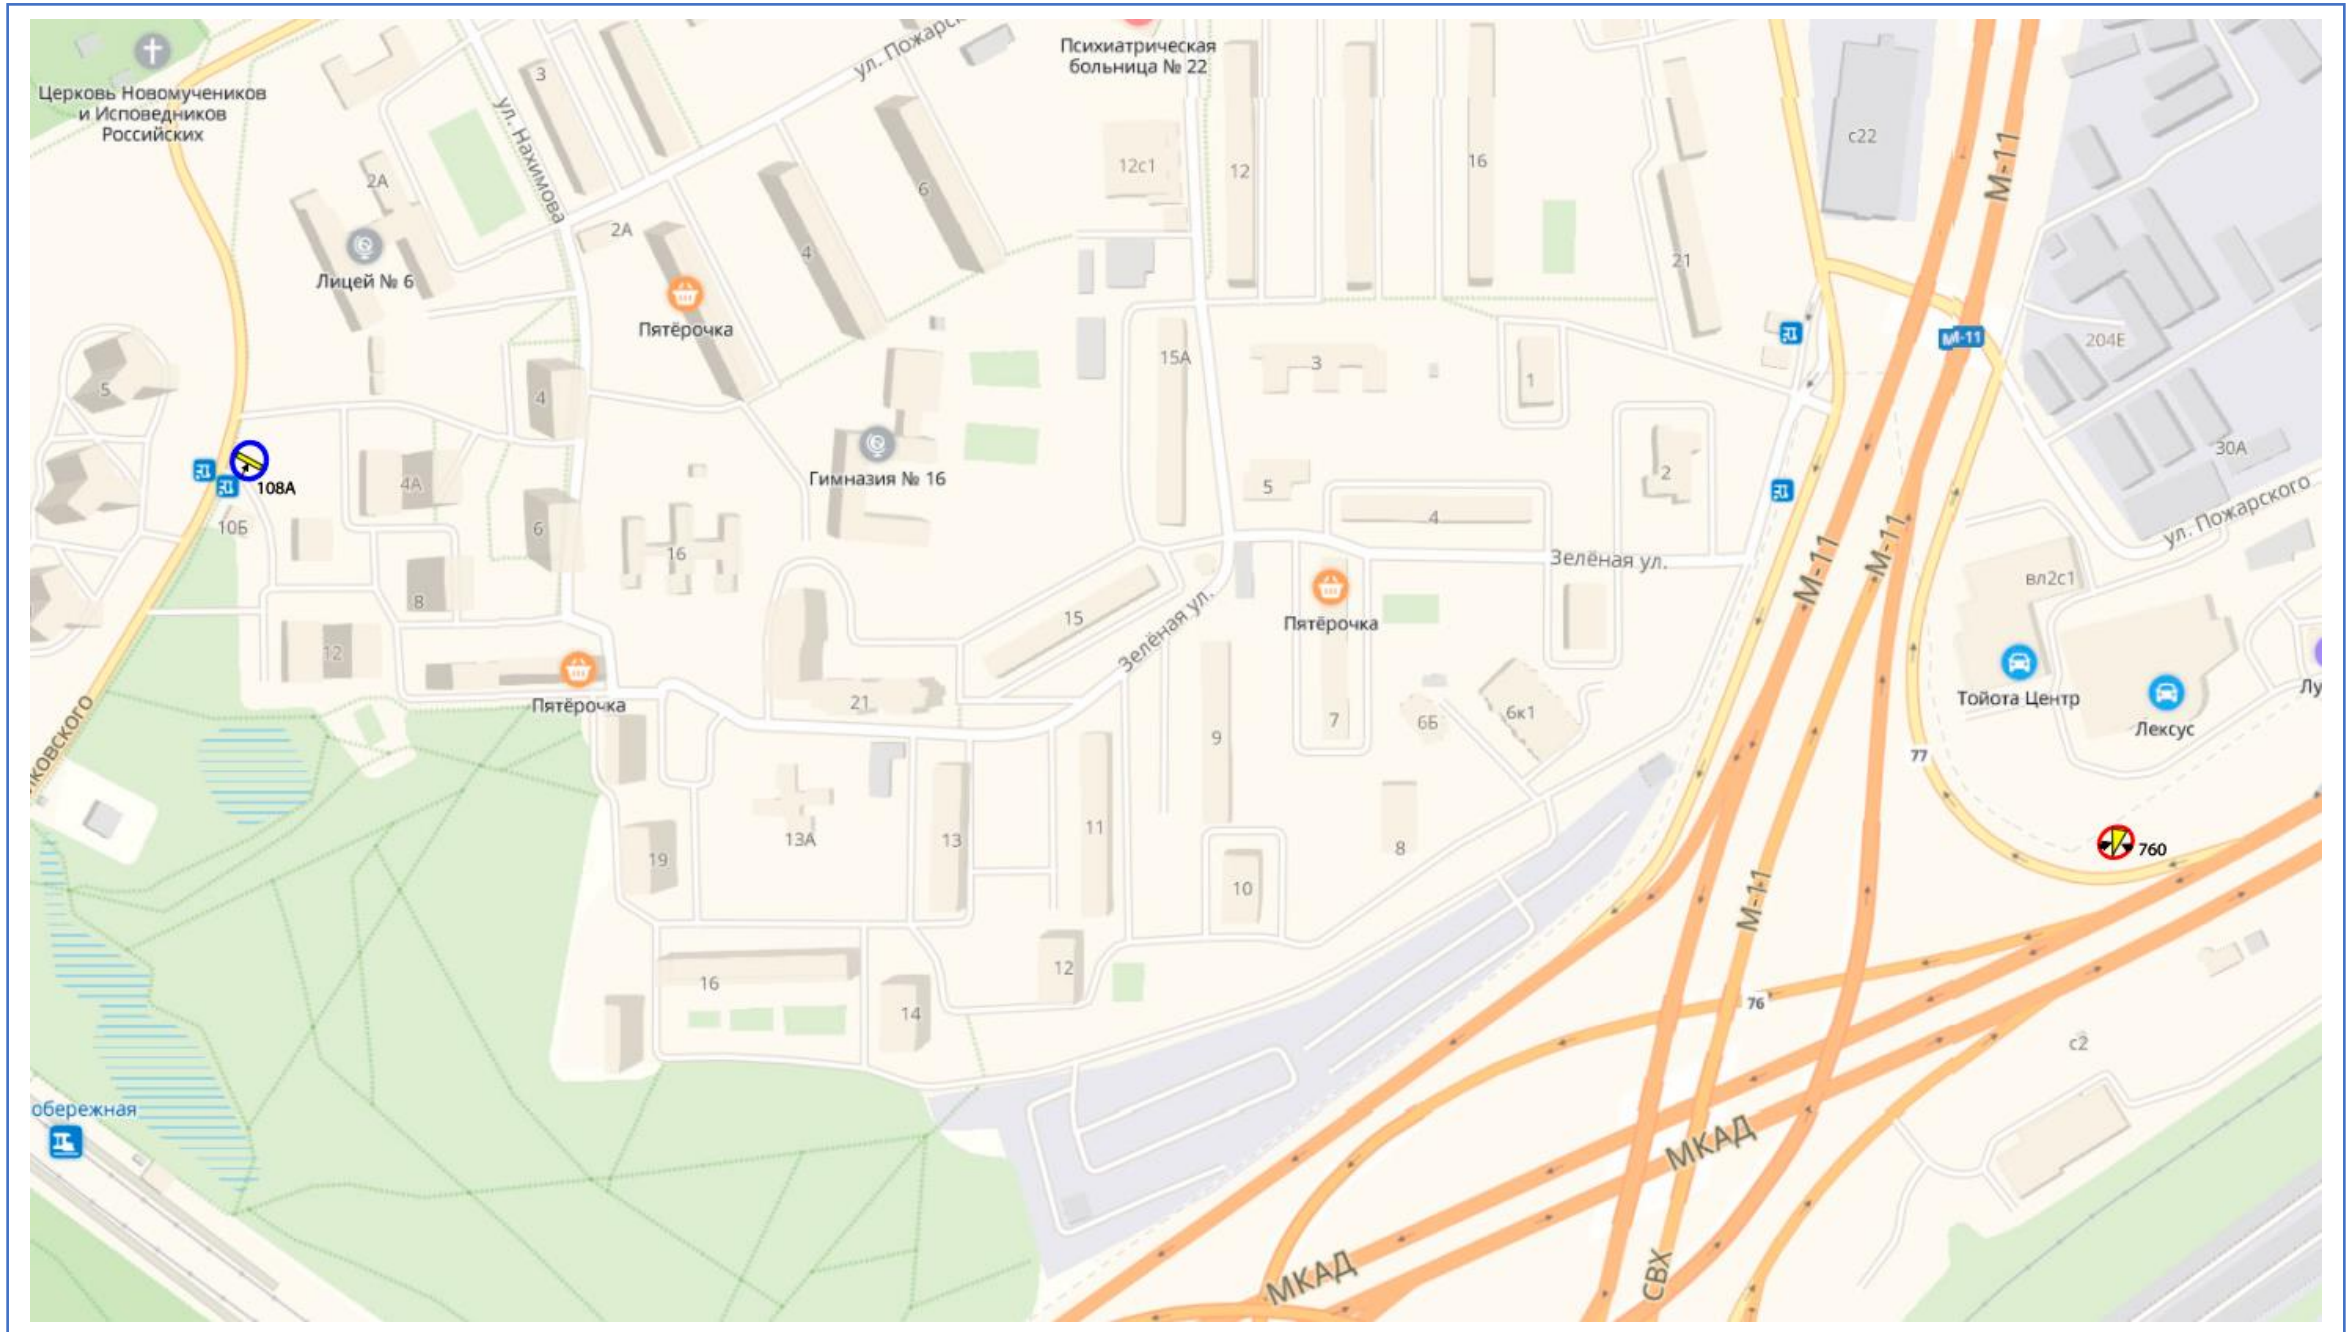 Церковь Новомучеников
и Исповедников
Российских
ул. Нахимова
3
ул. Пожарс
Психиатрическая
больница № 22
12с1
12
16
с22
М-11
2А
Лицей № 6
2А
4
6
Пятёрочка
21
М-11
204Е
30А
ул. Пожарского
5
4
15А
3
1
2
108А
10Б
4А
6
16
Гимназия № 16
5
4
Зелёная ул.
М-11
М-11
вл2с1
Тойота Центр
Лексус
Лу
8
12
Пятёрочка
15
Зелёная ул.
Пятёрочка
21
9
7
6Б
6к1
77
760
ковского
19
13А
13
11
10
8
М-11
16
14
12
76
с2
обережная
МКАД
МКАД
СВХ